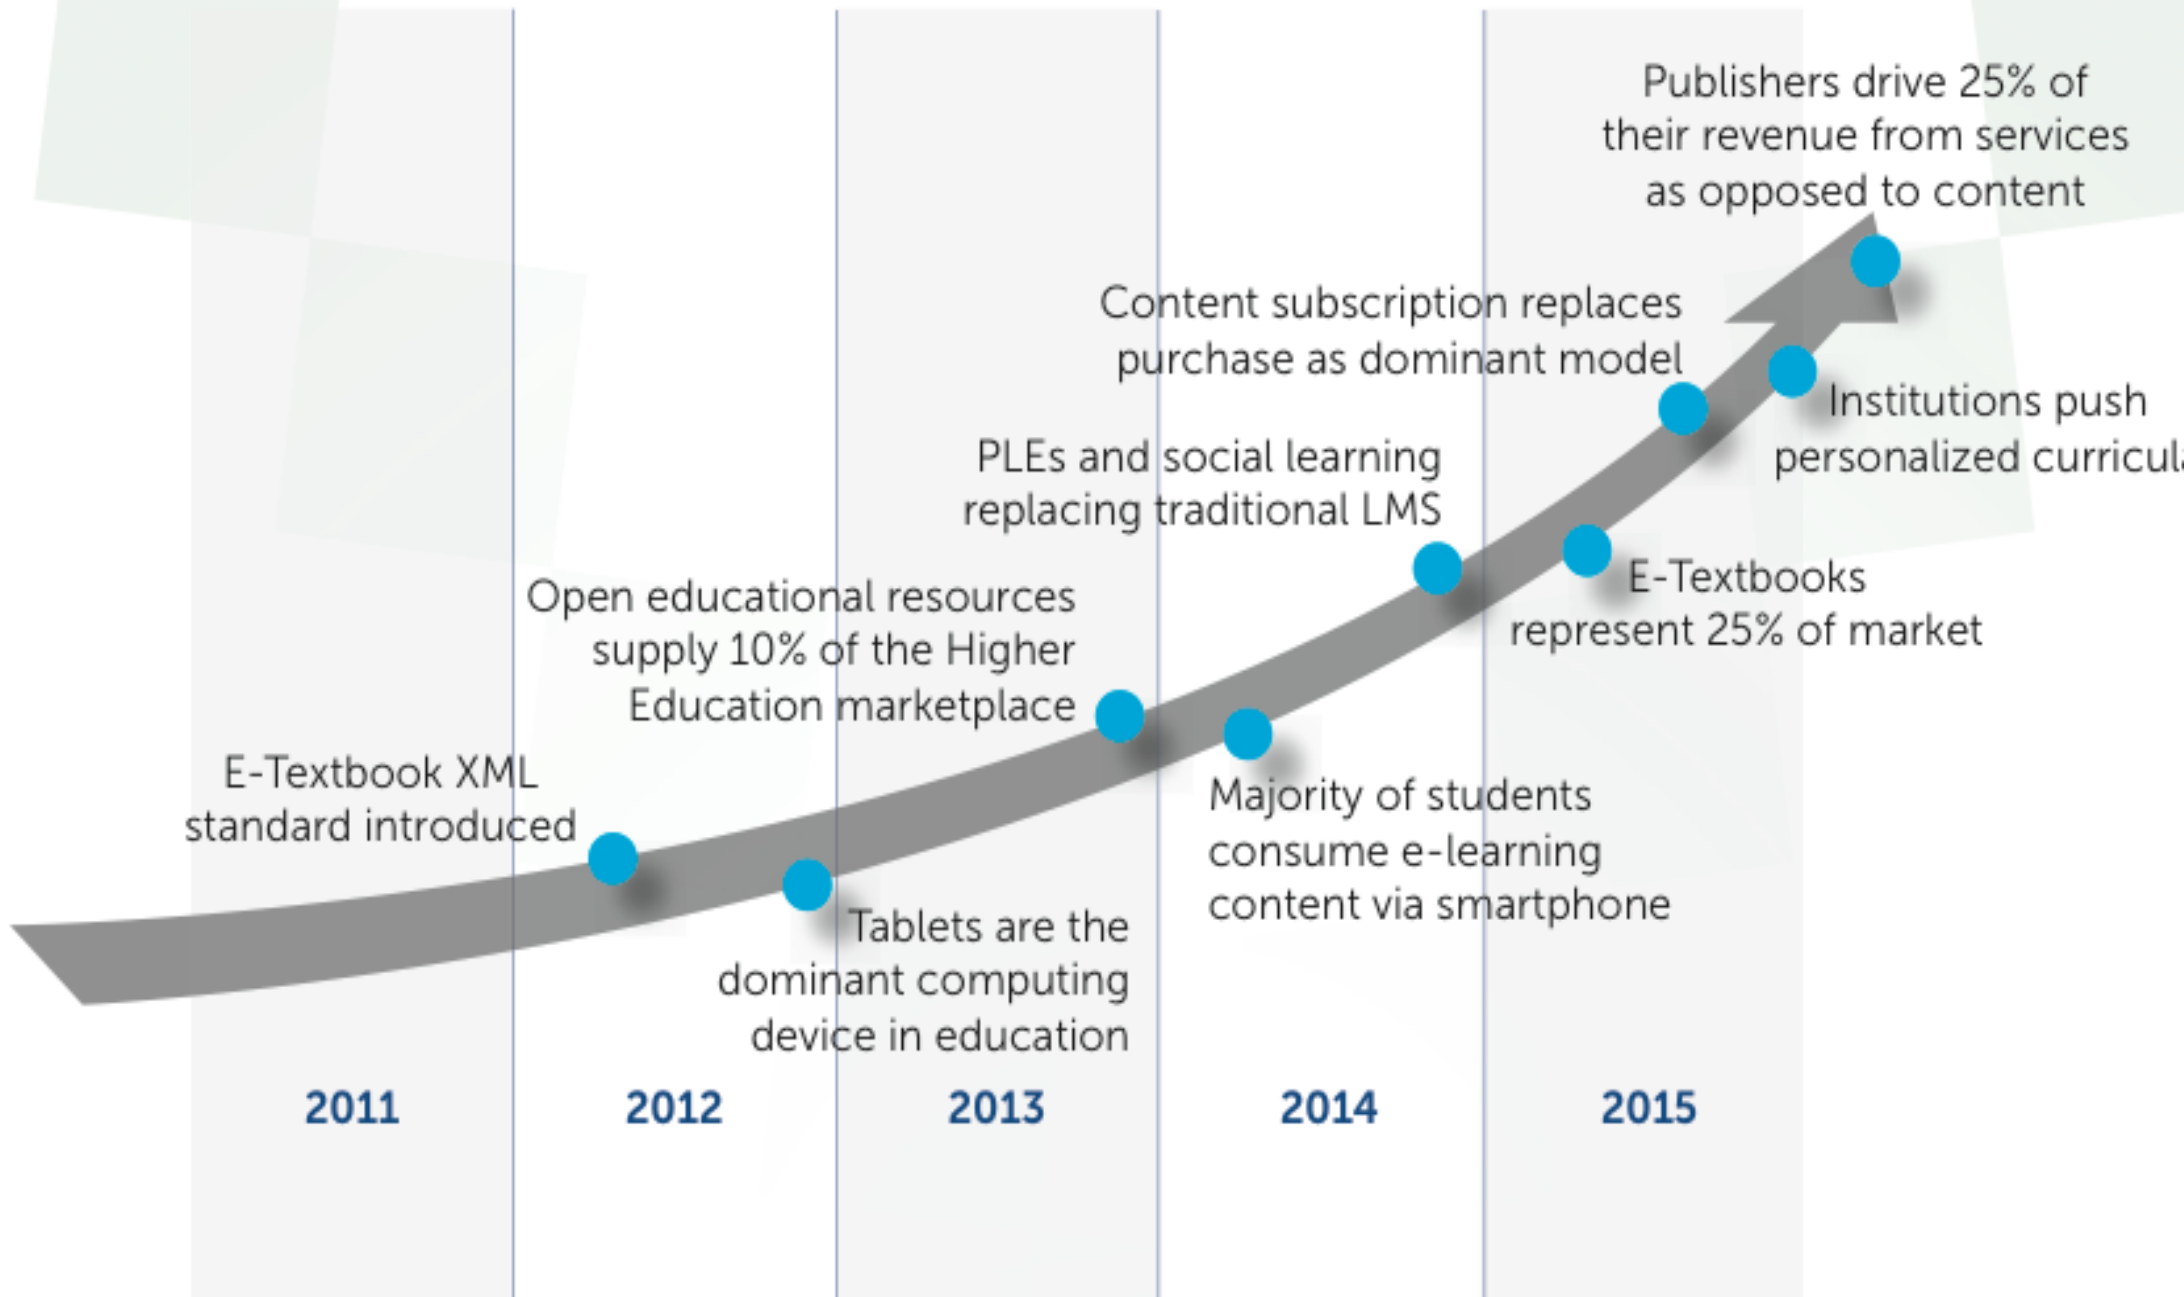 Publishers drive 25% of
their revenue from services
as opposed to content
Content subscription replaces
purchase as dominant model
Institutions push
personalized curricula
PLEs and social learning
replacing traditional LMS
E-Textbooks
represent 25% of market
Open educational resources
supply 10% of the Higher
Education marketplace
Majority of students
consume e-learning
content via smartphone
E-Textbook XML
standard introduced
Tablets are the
dominant computing
device in education
2011
2012
2013
2014
2015